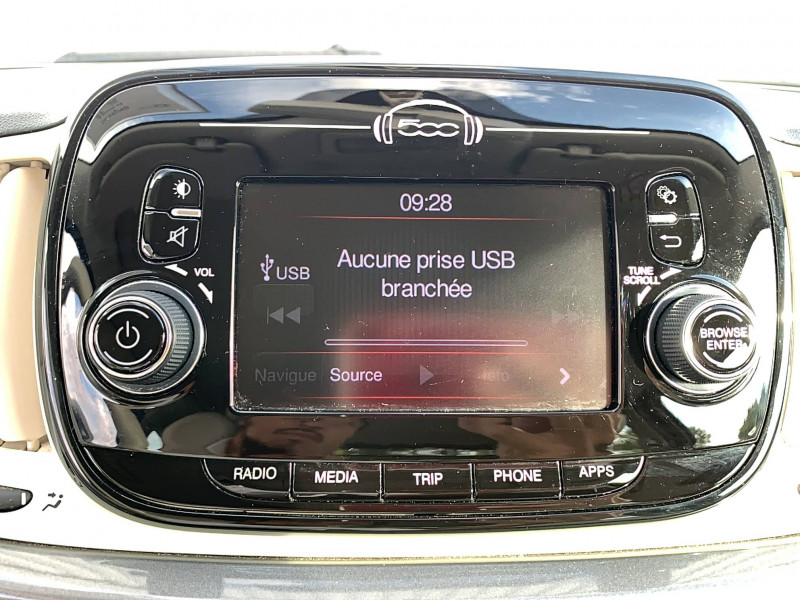 500
09:28
VOL
USB
Aucune prise USB
branchée
TUNE
SCROLL
BROWSE
ENTER
Navigue Source Info
RADIO MEDIA TRIP PHONE APPS